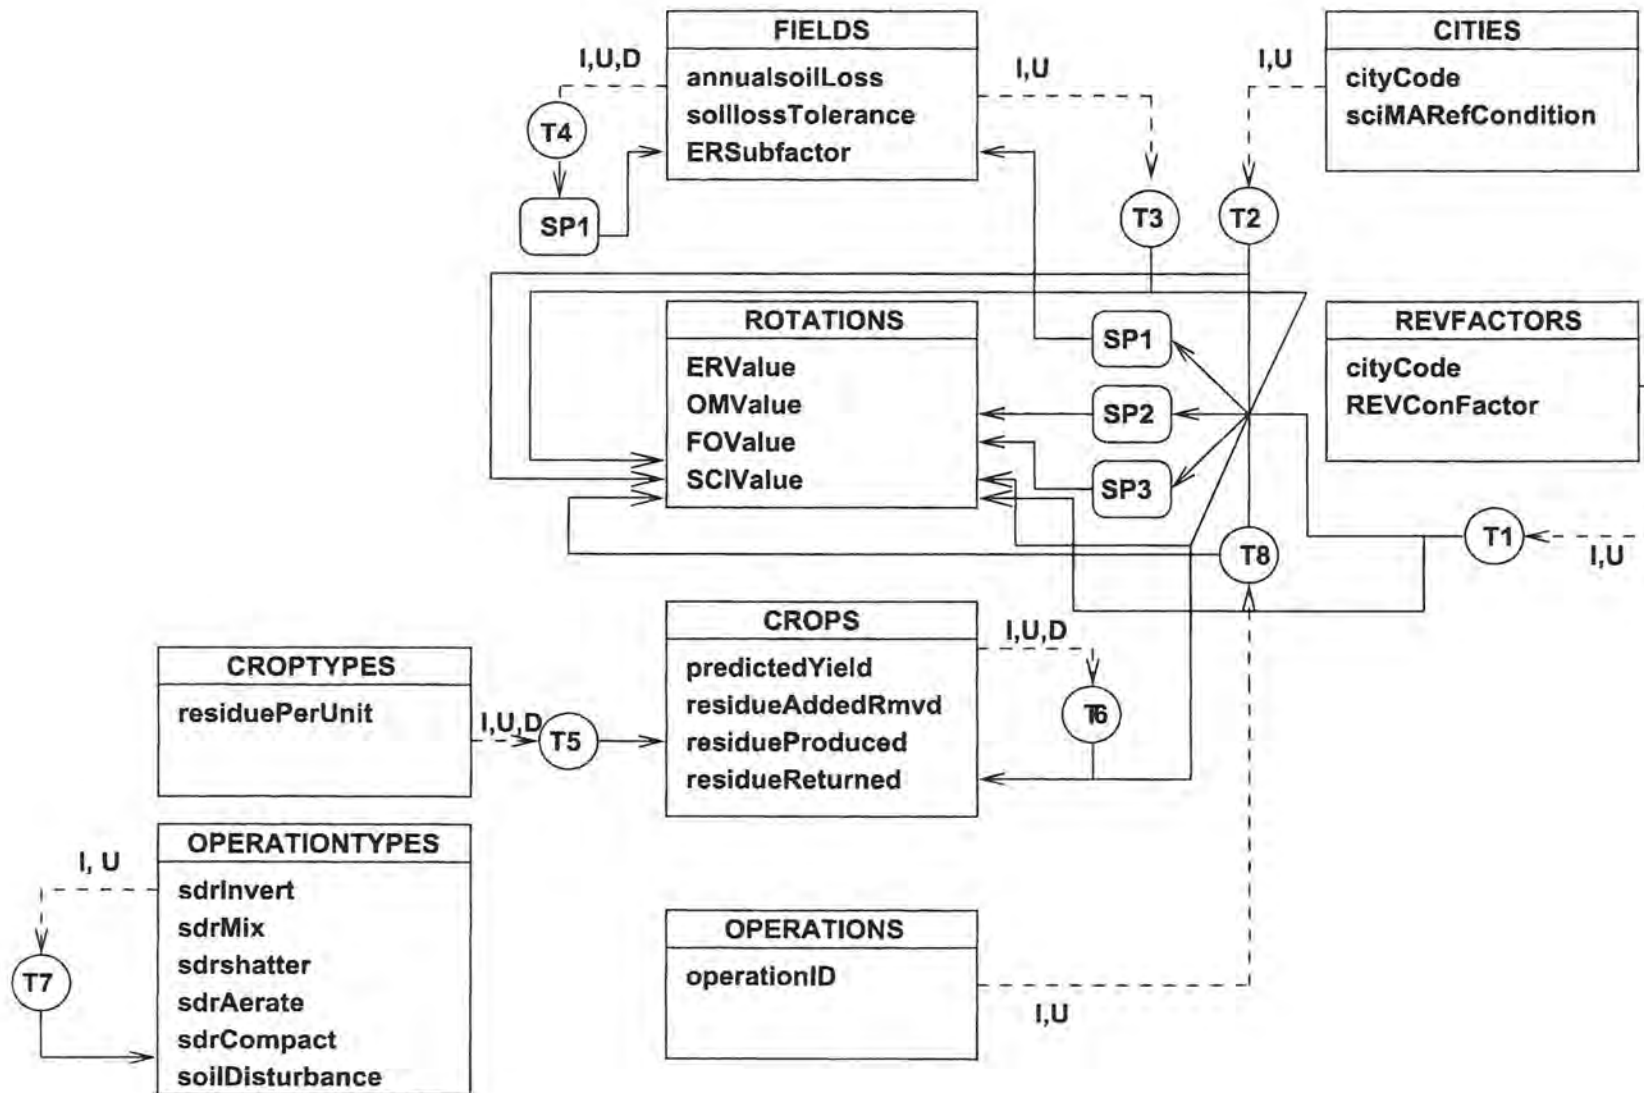 FIELDS
annualsoilLoss
soillossTolerance
ERSubfactor
I,U,D
T4
SP1
I,U
T3
I,U
T2
CITIES
cityCode
sciMARefCondition
ROTATIONS
ERValue
OMValue
FOValue
SCIValue
SP1
SP2
SP3
REVFACTORS
cityCode
REVConFactor
T1
I,U
T8
CROPS
predictedYield
residueAddedRmvd
residueProduced
residueReturned
I,U,D
T6
CROPTYPES
residuePerUnit
I,U,D
T5
OPERATIONTYPES
sdrInvert
sdrMix
sdrshatter
sdrAerate
sdrCompact
soilDisturbance
I, U
T7
OPERATIONS
operationID
I,U